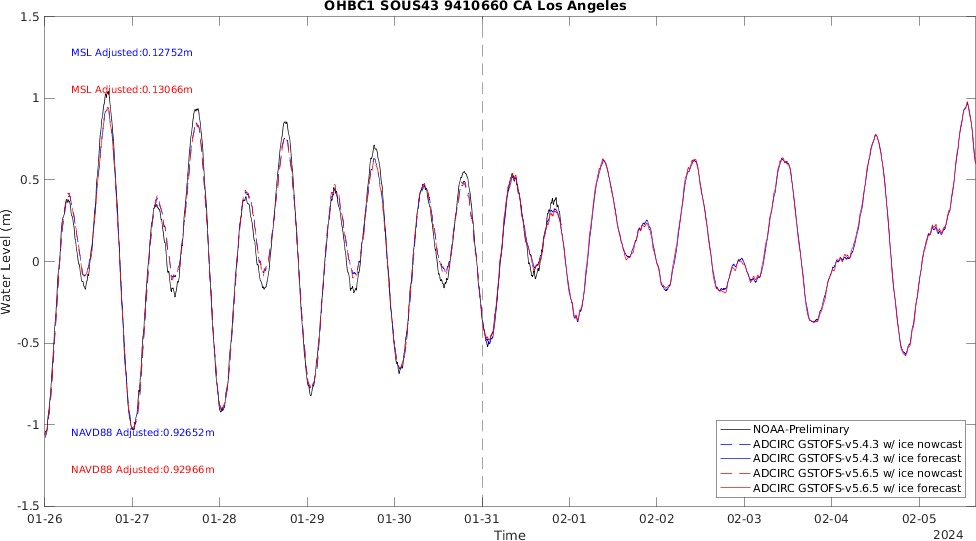 OHBC1 SOUS43 9410660 CA Los Angeles
1.5
MSL Adjusted:0.12752m
MSL Adjusted:0.13066m
1
0.5
0
-0.5
-1
-1.5
Water Level (m)
NAVD88 Adjusted:0.92652m
NAVD88 Adjusted:0.92966m
NOAA-Preliminary
ADCIRC GSTOFS-v5.4.3 w/ ice nowcast
ADCIRC GSTOFS-v5.4.3 w/ ice forecast
ADCIRC GSTOFS-v5.6.5 w/ ice nowcast
ADCIRC GSTOFS-v5.6.5 w/ ice forecast
01-26 01-27 01-28 01-29 01-30 01-31 02-01 02-02 02-03 02-04 02-05
Time
2024